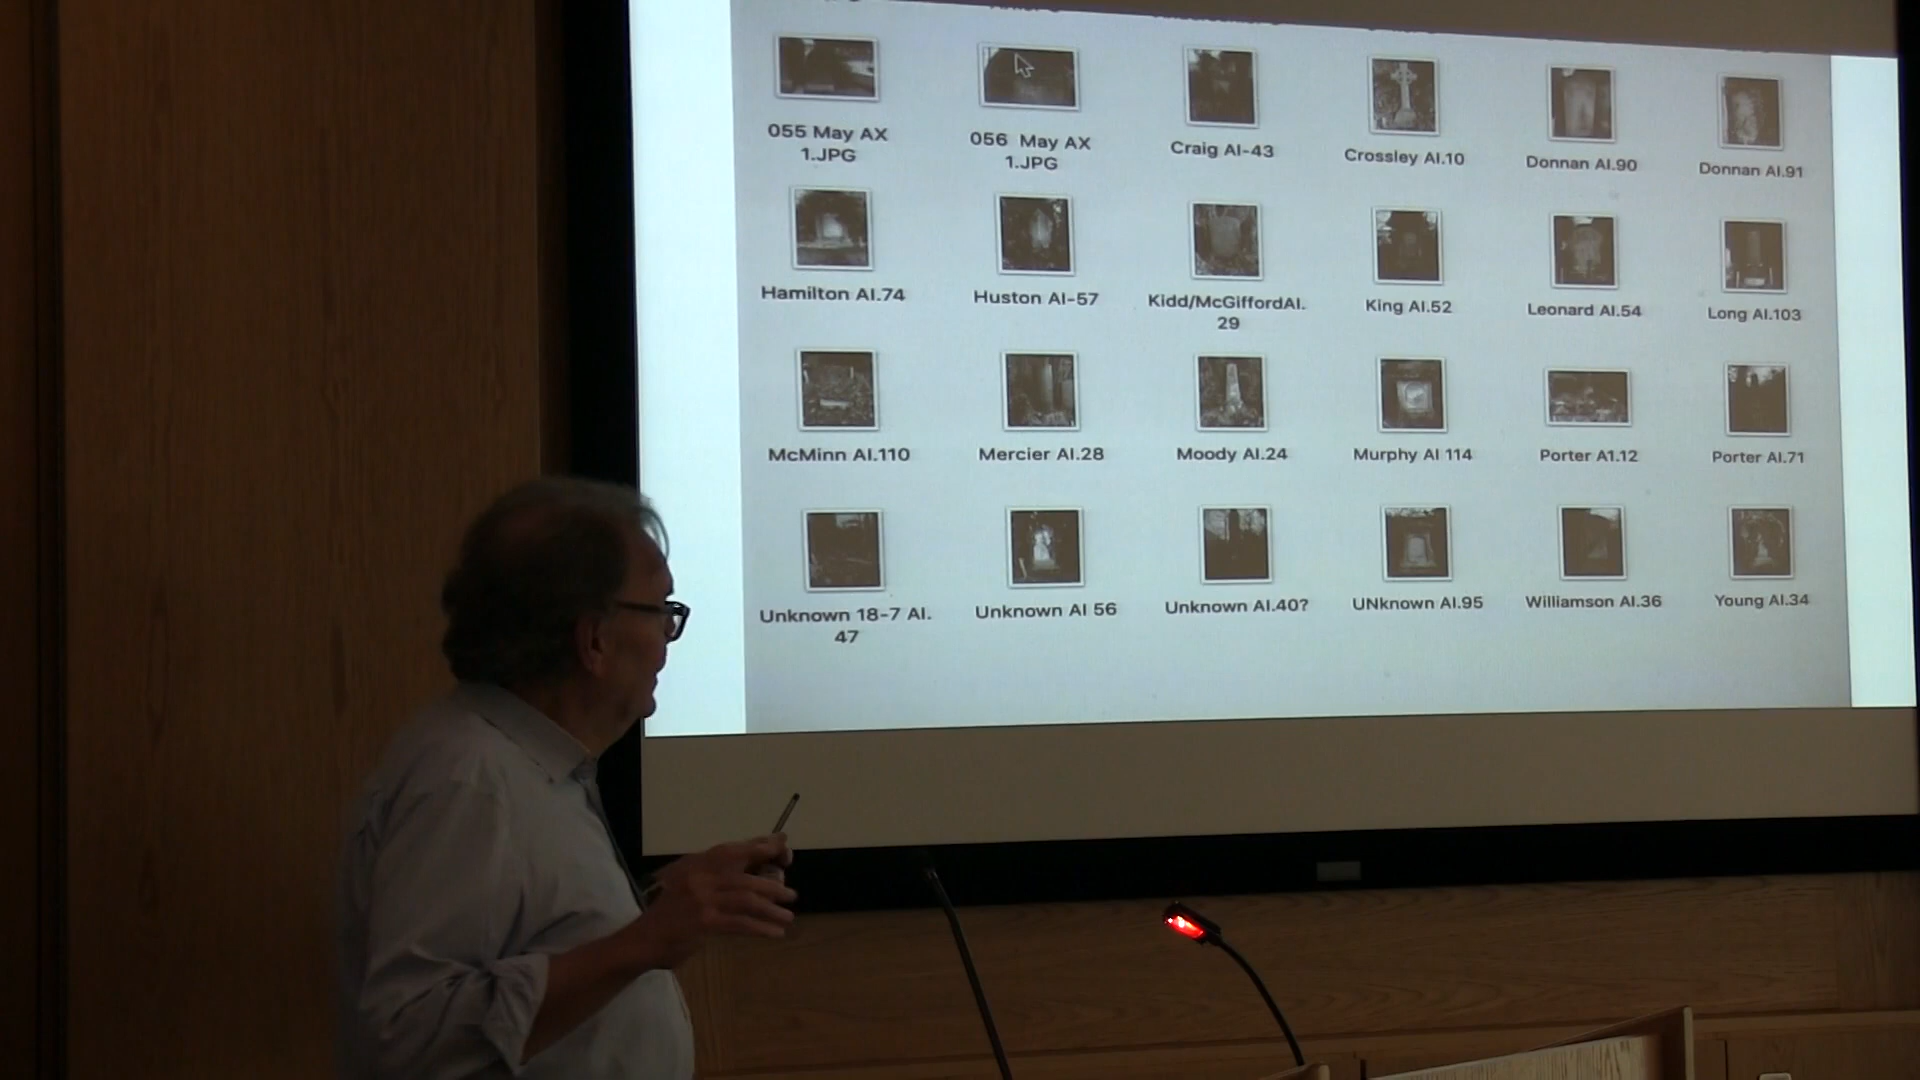 055 May AX
1.JPG
056 May AX
1.JPG
Craig AI-43
Crossley AI.10
Donnan AI.90
Donnan AI.91
Hamilton AI.74
Huston AI-57
Kidd/McGiffordAI.
29
King AI.52
Leonard AI.54
Long AI.103
McMinn AI.110
Mercier AI.28
Moody AI.24
Murphy AI 114
Porter A1.12
Porter AI.71
Unknown 18-7 AI.
47
Unknown AI 56
Unknown AI.40?
UNknown AI.95
Williamson AI.36
Young AI.34